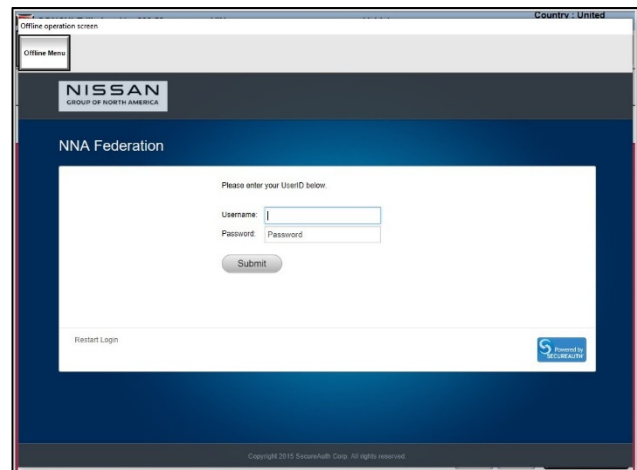 Country : United
Offline operation screen
Offline Menu
NISSAN
GROUP OF NORTH AMERICA
NNA Federation
Please enter your UserID below.
Username:
Password: Password
Submit
Restart Login
S Powered by
SECUREAUTH
Copyright 2015 SecureAuth Corp. All rights reserved.